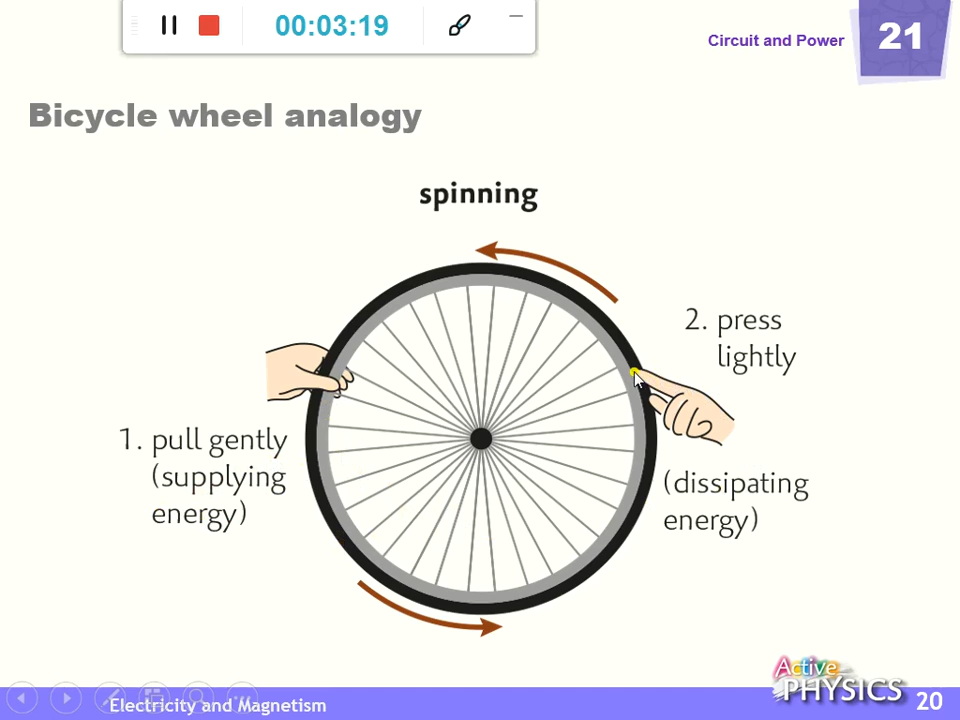 00:03:19
Circuit and Power
21
Bicycle wheel analogy
spinning
2. press
lightly
1. pull gently
(supplying
energy)
(dissipating
energy)
Electricity and Magnetism
Active
PHYSICS
20